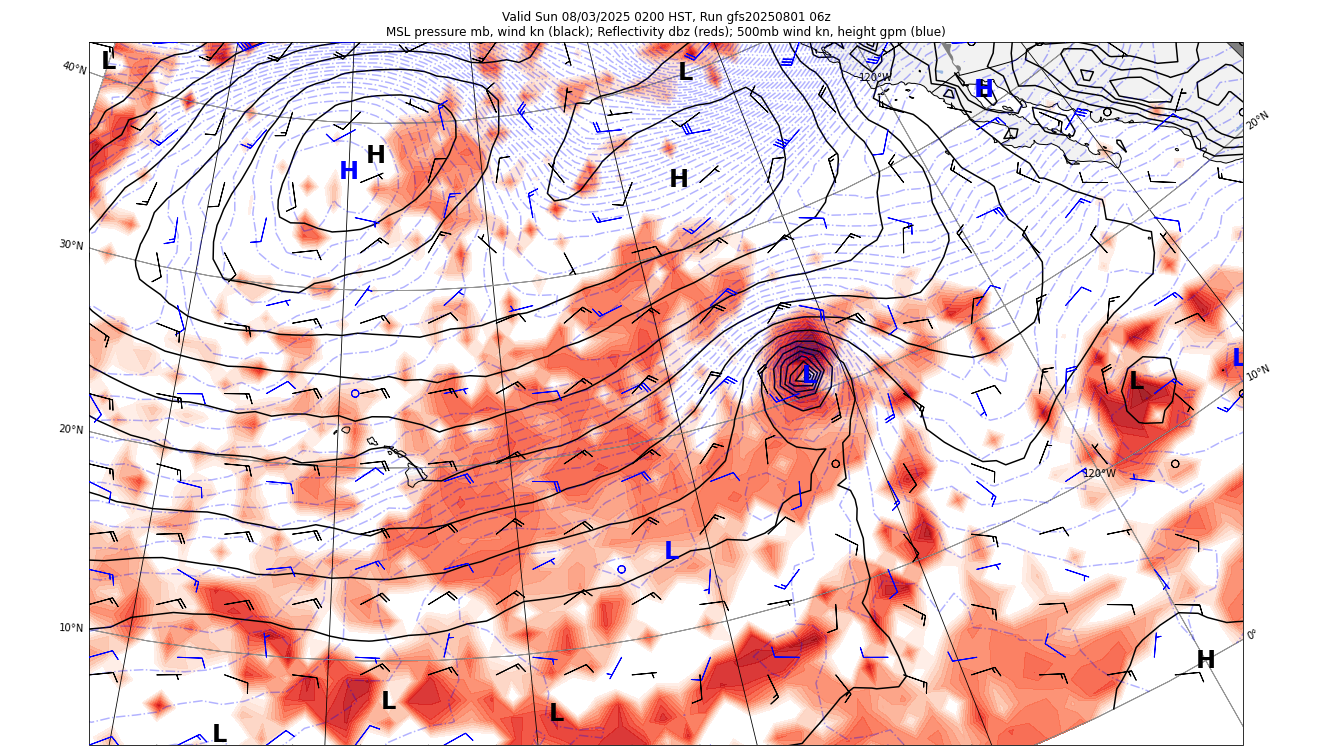 Valid Sun 08/03/2025 0200 HST, Run gfs20250801 06z
MSL pressure mb, wind kn (black); Reflectivity dbz (reds); 500mb wind kn, height gpm (blue)
L
40°N
L
120°W
H
20°N
H
H
H
30°N
L
L
10°N
L
20°N
120°W
L
10°N
0°
H
L
L
L